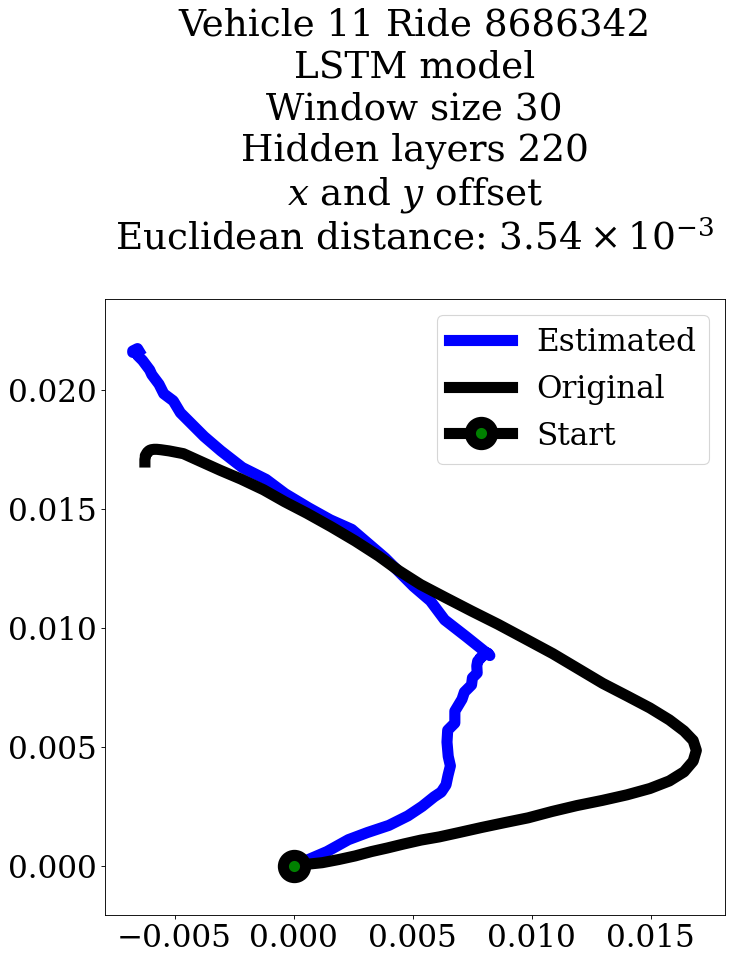 Vehicle 11 Ride 8686342
LSTM model
Window size 30
Hidden layers 220
x and y offset
Euclidean distance: 3.54 × 10⁻³
Estimated
Original
Start
0.020
0.015
0.010
0.005
0.000
−0.005 0.000 0.005 0.010 0.015